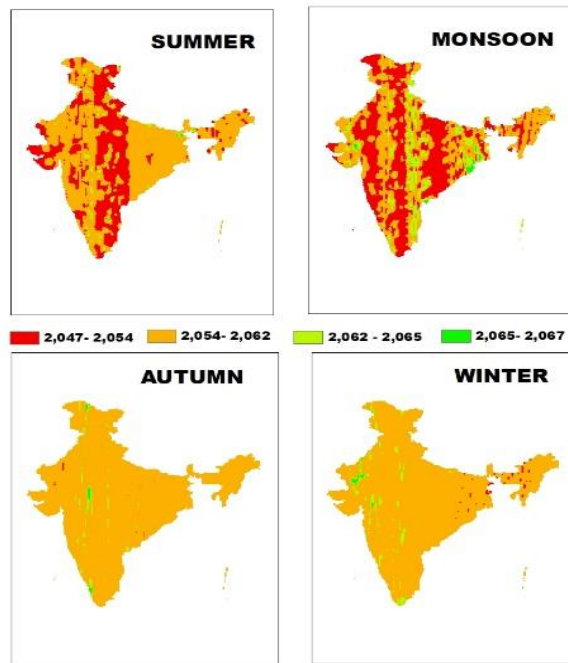 SUMMER
MONSOON
2,047- 2,054
2,054- 2,062
2,062 - 2,065
2,065- 2,067
AUTUMN
WINTER